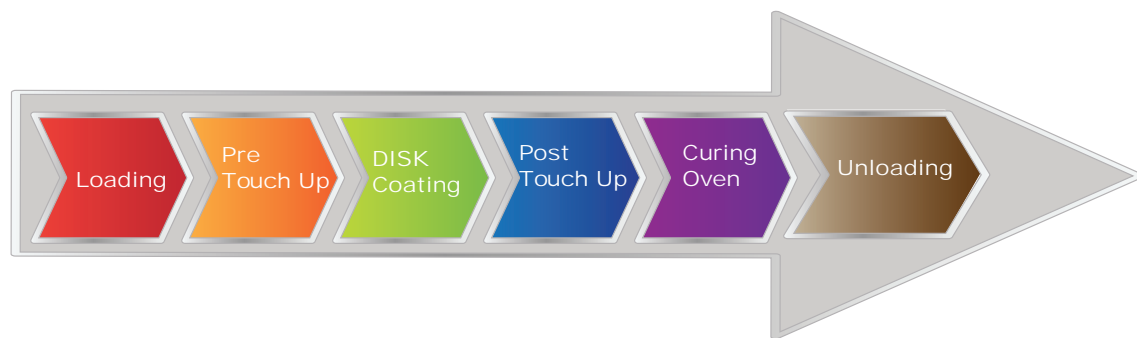 Loading
Pre
Touch Up
DISK
Coating
Post
Touch Up
Curing
Oven
Unloading